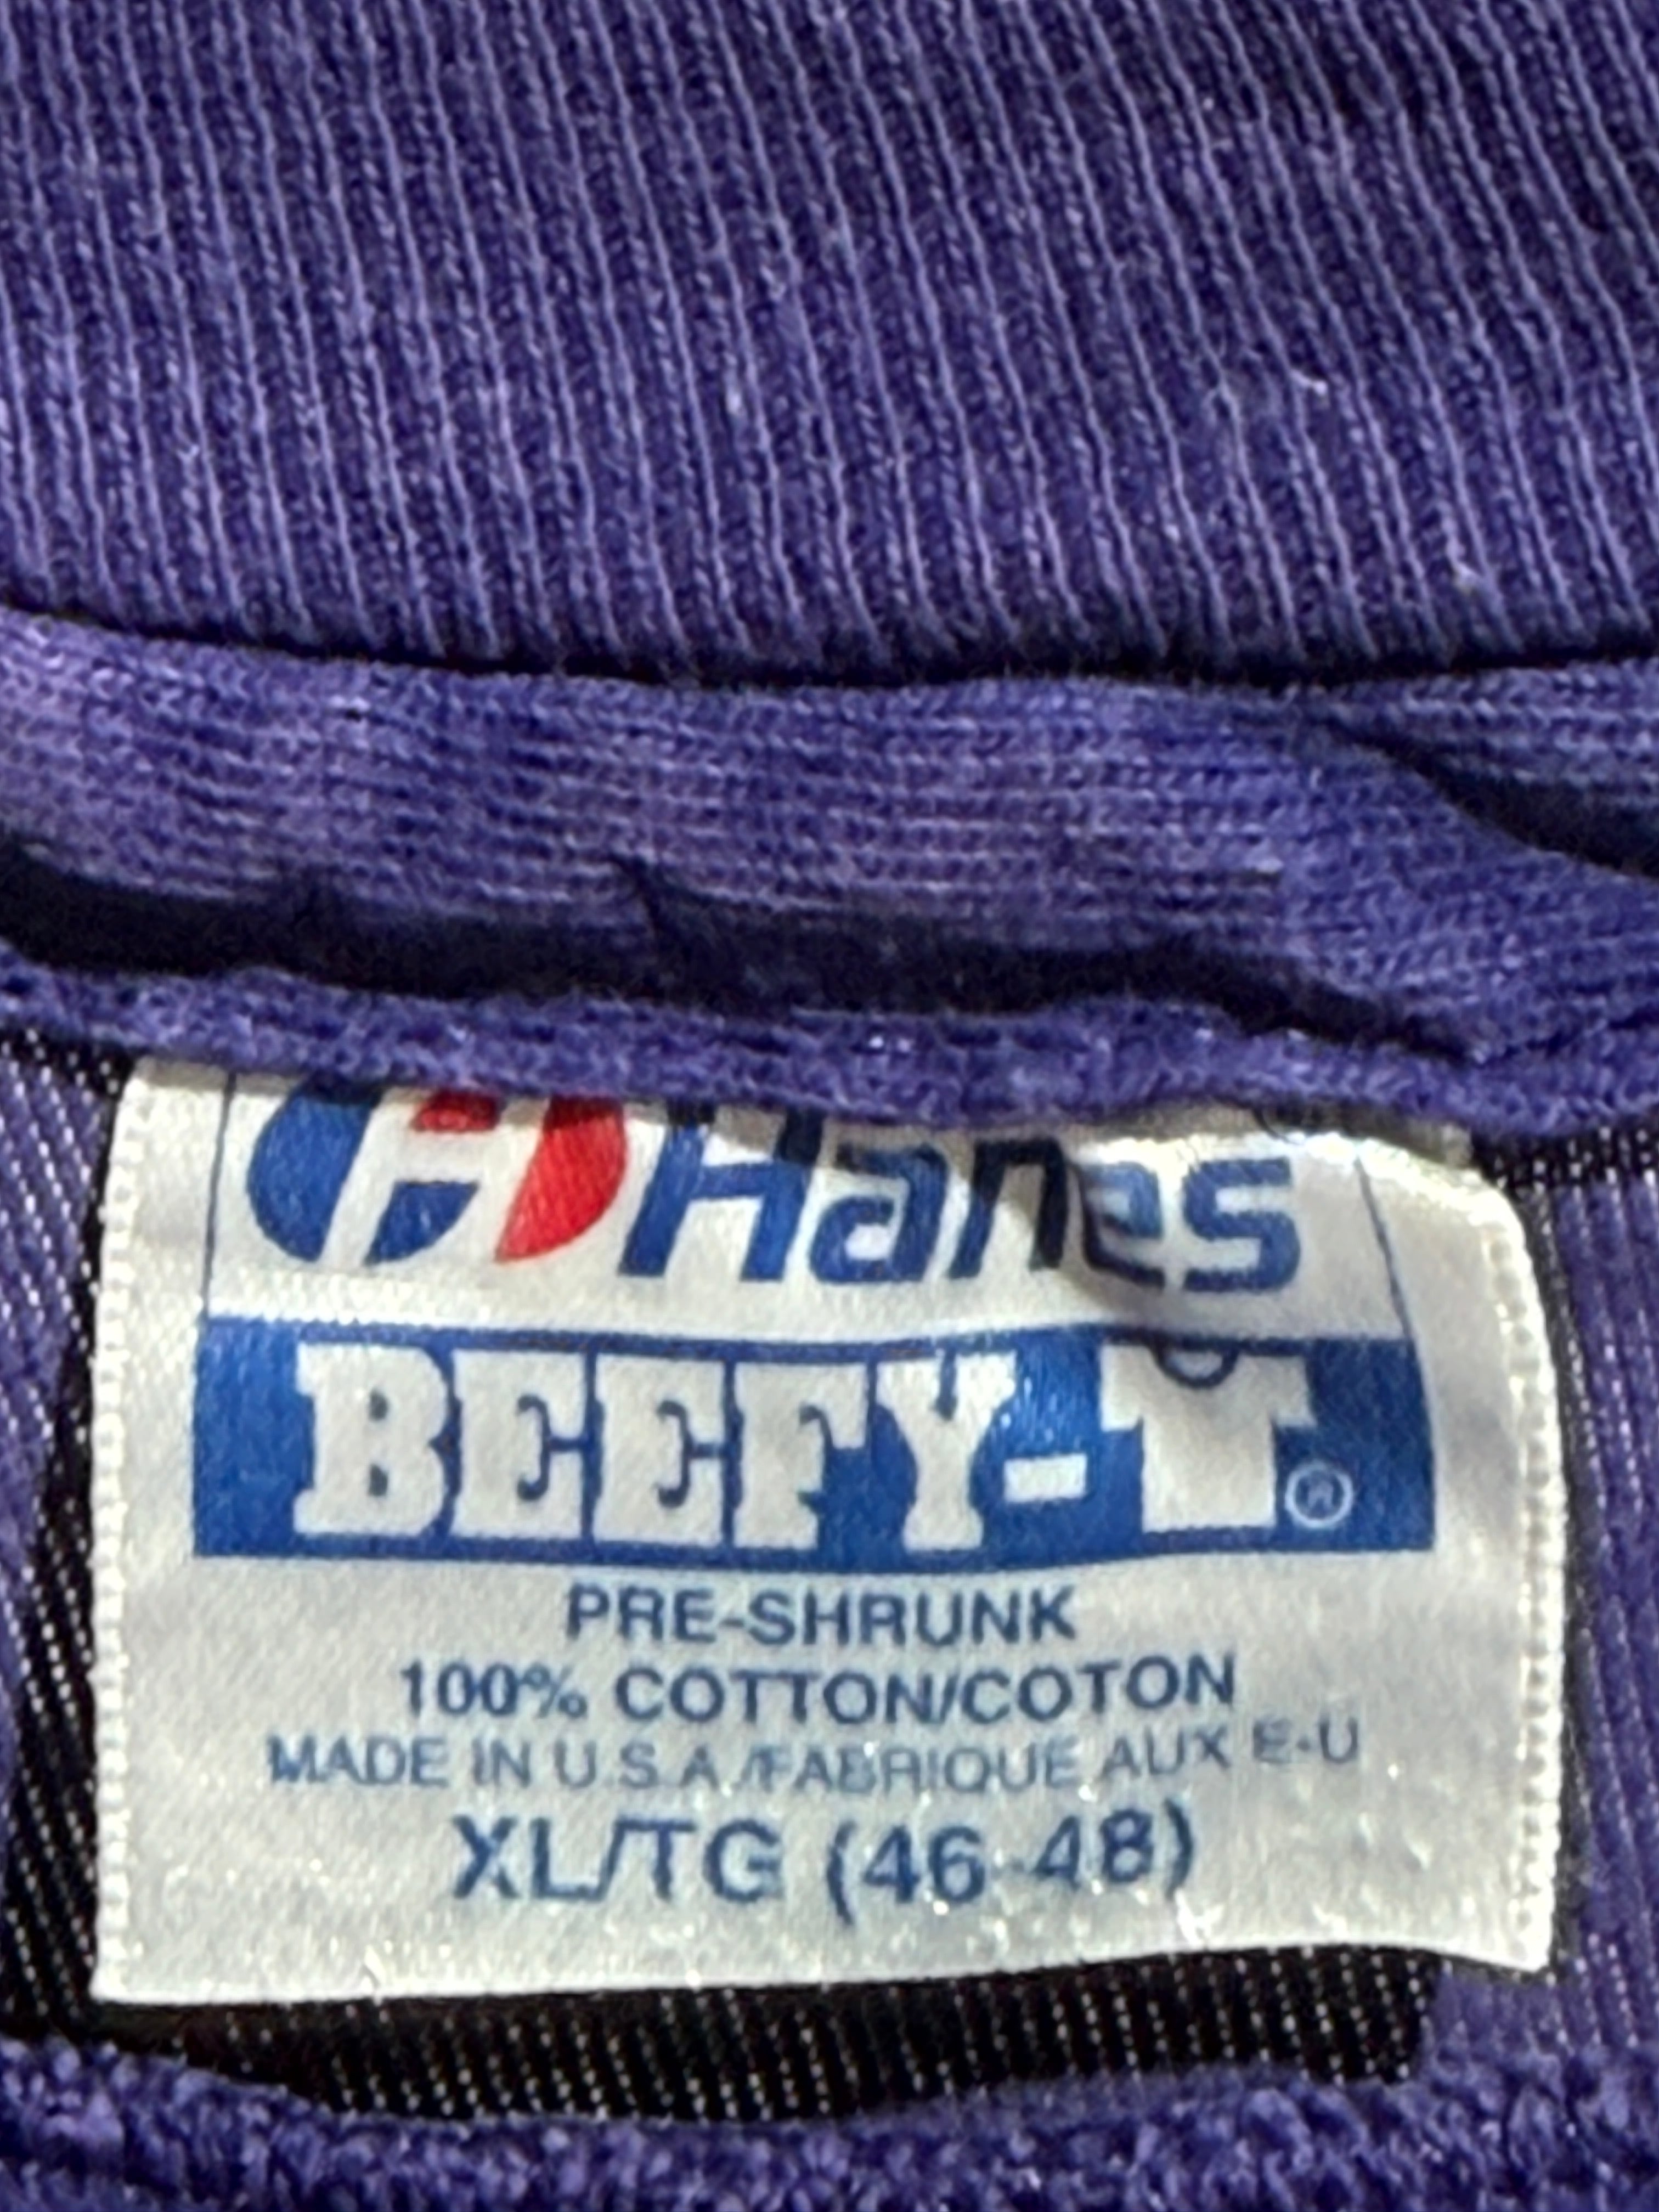 Hanes
BEEFY-T®
PRE-SHRUNK
100% COTTON/COTON
MADE IN U.S.A./FABRIQUE AUX E-U
XL/TG (46-48)